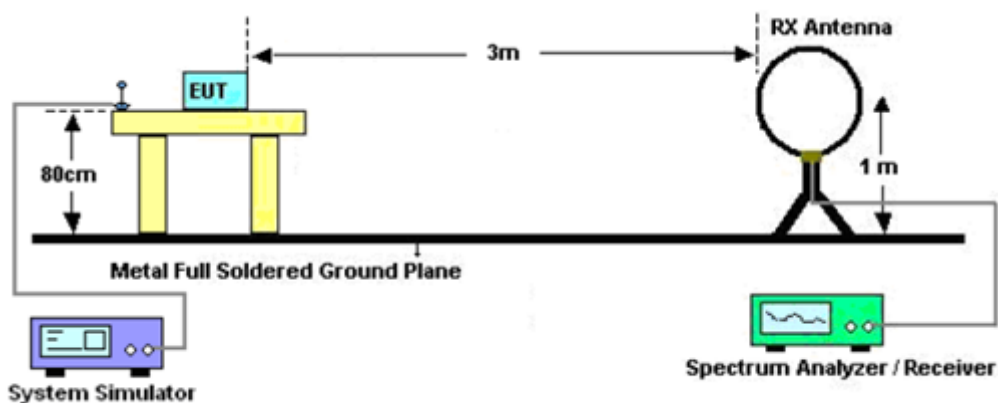 RX Antenna
3m
EUT
80cm
1 m
Metal Full Soldered Ground Plane
System Simulator
Spectrum Analyzer / Receiver